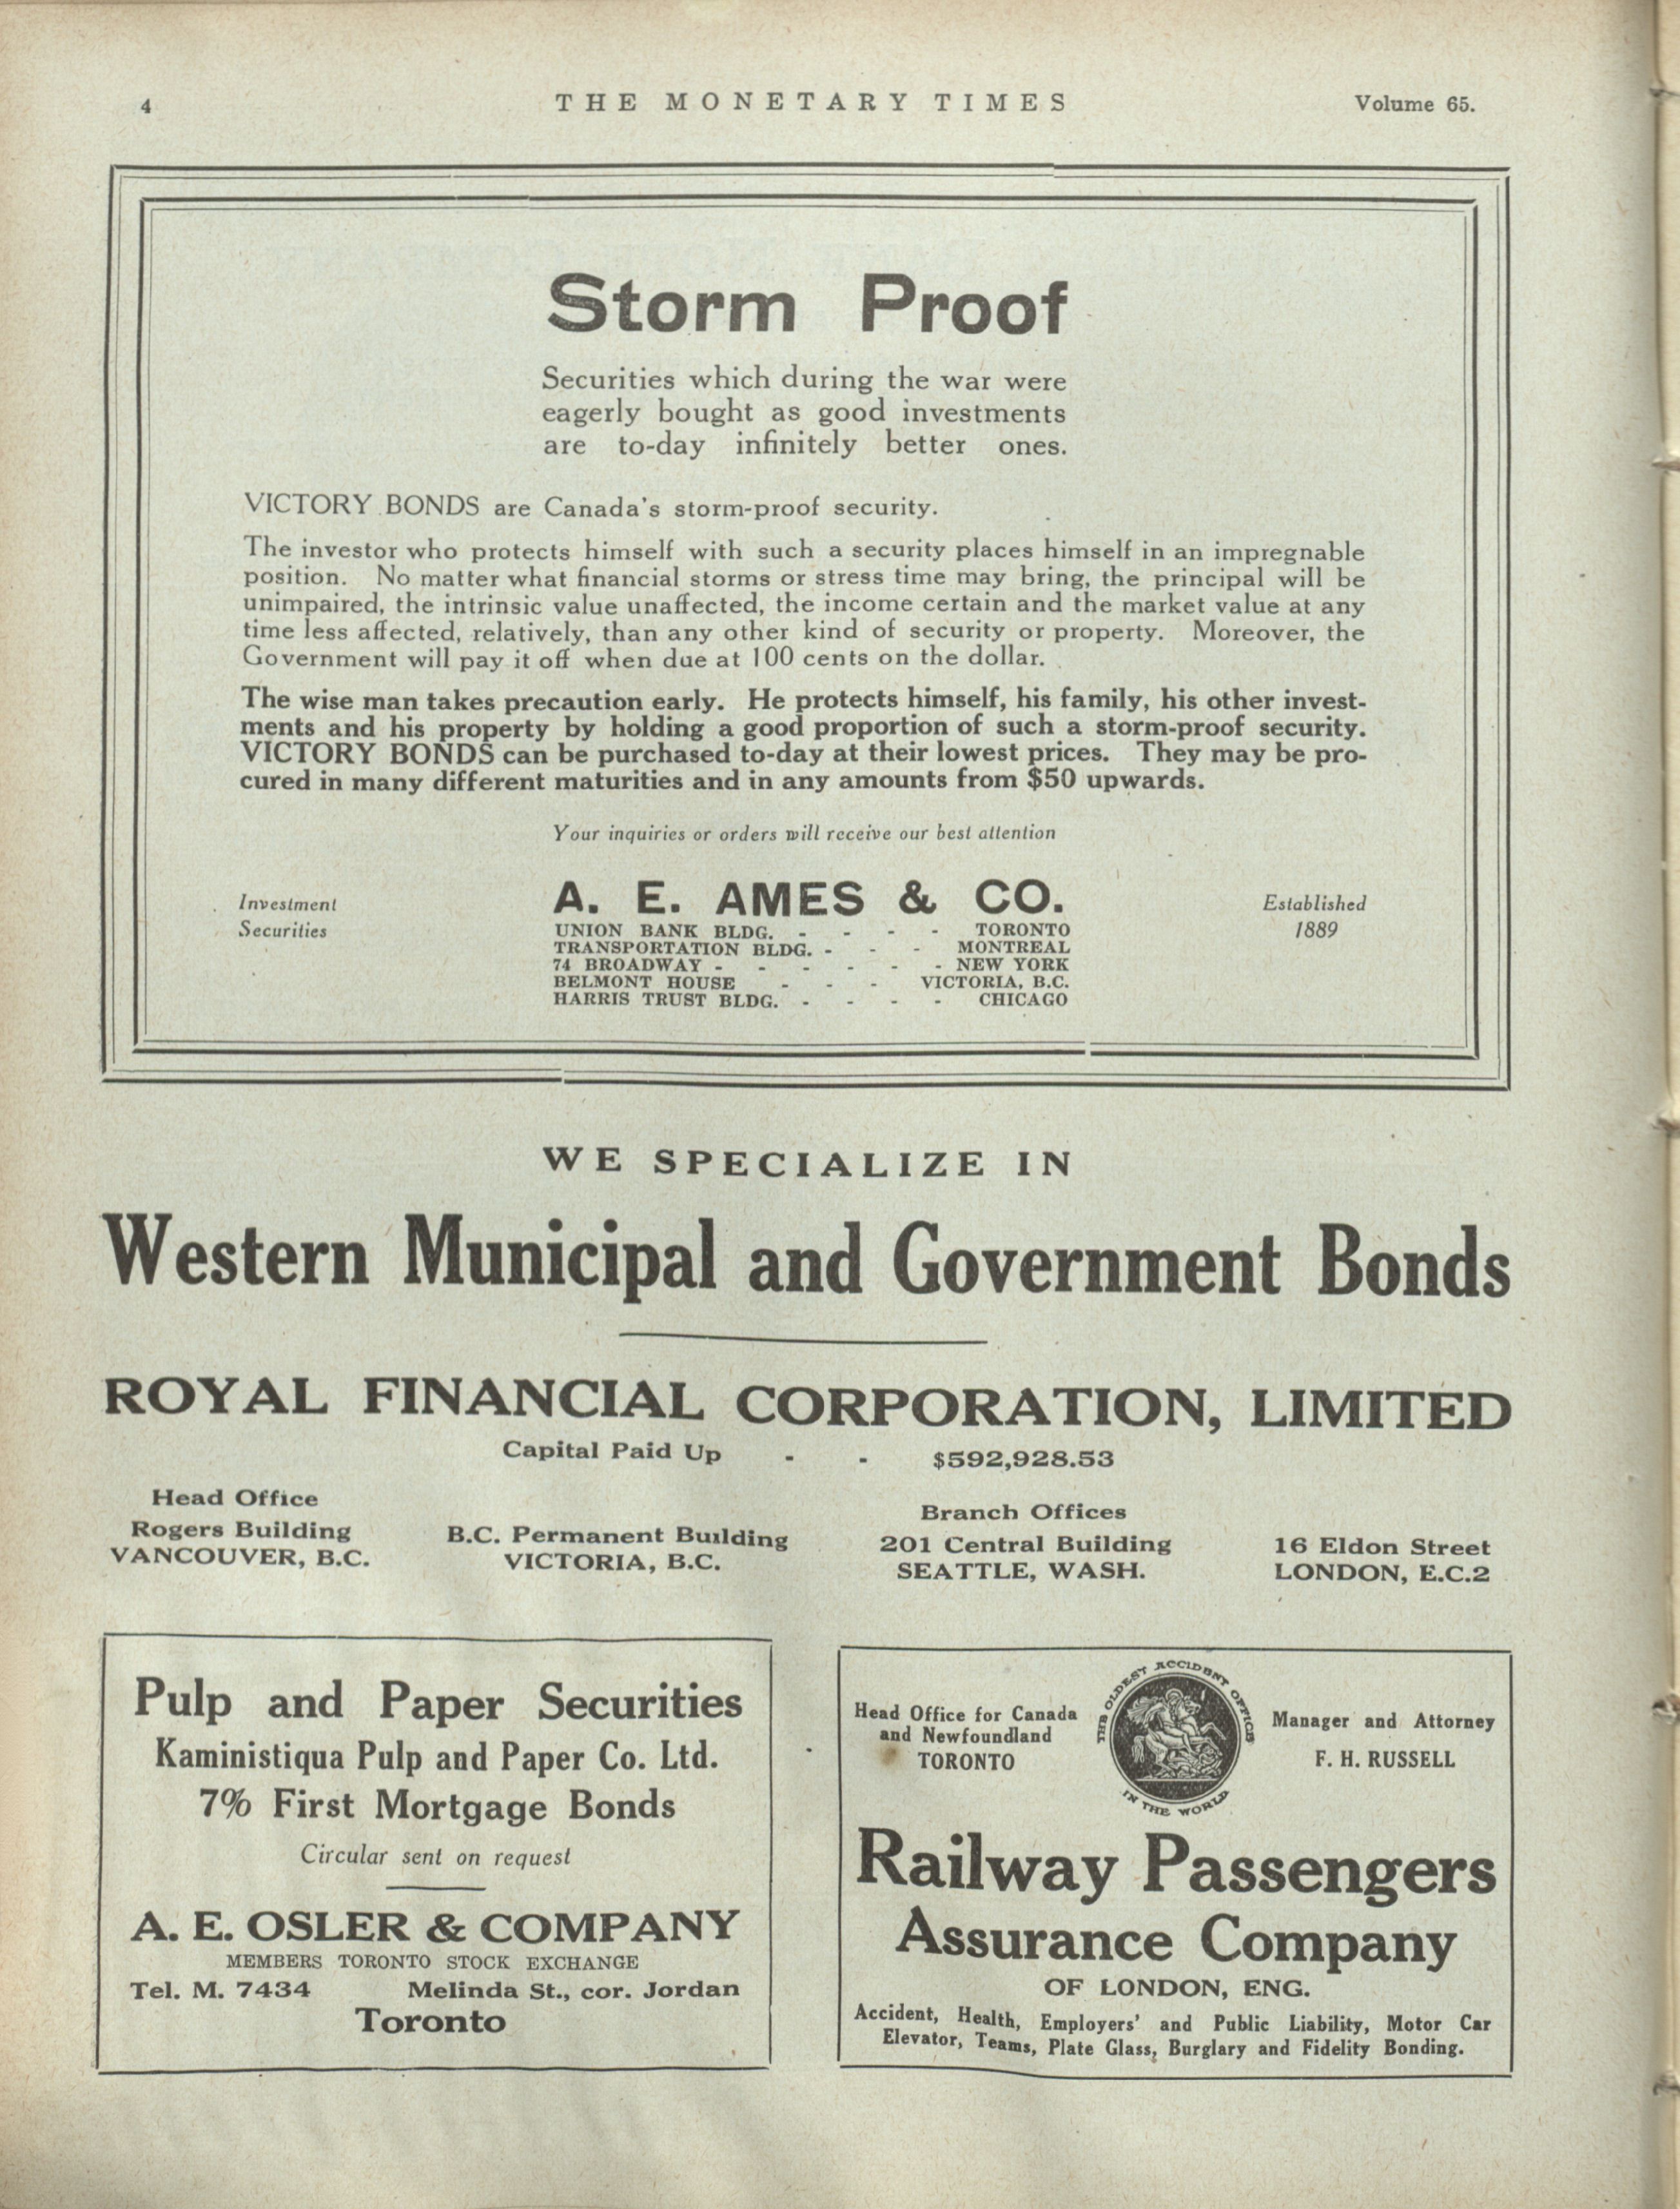 4 THE MONETARY TIMES Volume 65.
Storm Proof
Securities which during the war were
eagerly bought as good investments
are to-day infinitely better ones.
VICTORY BONDS are Canada's storm-proof security.
The investor who protects himself with such a security places himself in an impregnable
position. No matter what financial storms or stress time may bring, the principal will be
unimpaired, the intrinsic value unaffected, the income certain and the market value at any
time less affected, relatively, than any other kind of security or property. Moreover, the
Government will pay it off when due at 100 cents on the dollar.
The wise man takes precaution early. He protects himself, his family, his other invest-
ments and his property by holding a good proportion of such a storm-proof security.
VICTORY BONDS can be purchased to-day at their lowest prices. They may be pro-
cured in many different maturities and in any amounts from $50 upwards.
Your inquiries or orders will receive our best attention
Investment
Securities
A. E. AMES & CO.
UNION BANK BLDG. - - - - TORONTO
TRANSPORTATION BLDG. - - - MONTREAL
74 BROADWAY - - - - - - NEW YORK
BELMONT HOUSE - - - VICTORIA, B.C.
HARRIS TRUST BLDG. - - - - CHICAGO
Established
1889
WE SPECIALIZE IN
Western Municipal and Government Bonds
ROYAL FINANCIAL CORPORATION, LIMITED
Capital Paid Up - - $592,928.53
Head Office
Rogers Building
VANCOUVER, B.C.
Branch Offices
B.C. Permanent Building
VICTORIA, B.C.
201 Central Building
SEATTLE, WASH.
16 Eldon Street
LONDON, E.C.2
Pulp and Paper Securities
Kaministiqua Pulp and Paper Co. Ltd.
7% First Mortgage Bonds
Circular sent on request
A. E. OSLER & COMPANY
MEMBERS TORONTO STOCK EXCHANGE
Tel. M. 7434 Melinda St., cor. Jordan
Toronto
Head Office for Canada
and Newfoundland
TORONTO
THE OLDEST ACCIDENT OFFICE
IN THE WORLD
Manager and Attorney
F. H. RUSSELL
Railway Passengers
Assurance Company
OF LONDON, ENG.
Accident, Health, Employers' and Public Liability, Motor Car
Elevator, Teams, Plate Glass, Burglary and Fidelity Bonding.